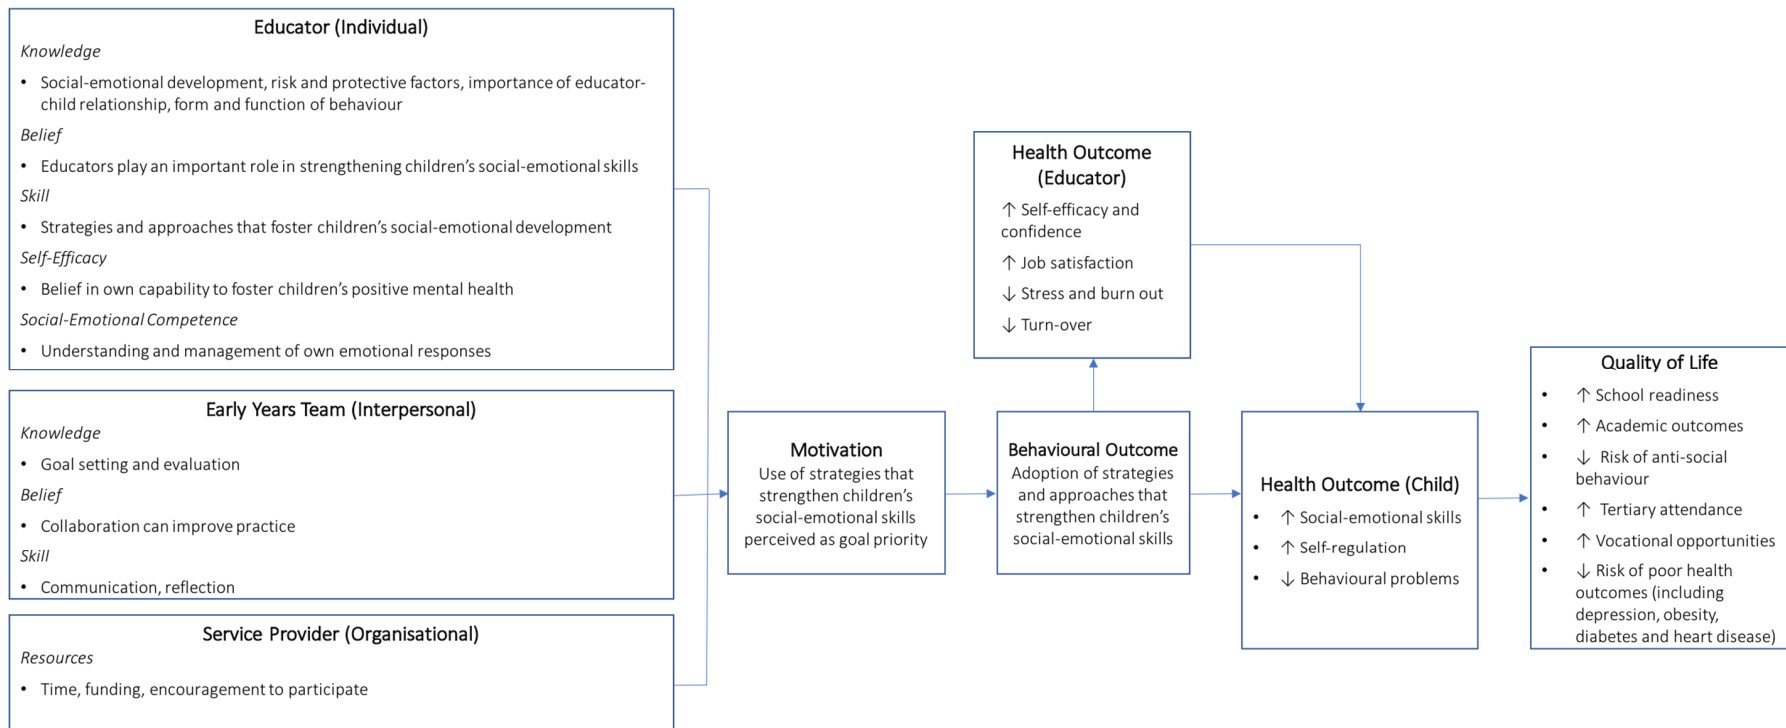 Educator (Individual)
Knowledge
• Social-emotional development, risk and protective factors, importance of educator-
child relationship, form and function of behaviour
Belief
• Educators play an important role in strengthening children’s social-emotional skills
Skill
• Strategies and approaches that foster children’s social-emotional development
Self-Efficacy
• Belief in own capability to foster children’s positive mental health
Social-Emotional Competence
• Understanding and management of own emotional responses
Early Years Team (Interpersonal)
Knowledge
• Goal setting and evaluation
Belief
• Collaboration can improve practice
Skill
• Communication, reflection
Service Provider (Organisational)
Resources
• Time, funding, encouragement to participate
Motivation
Use of strategies that
strengthen children’s
social-emotional skills
perceived as goal priority
Behavioural Outcome
Adoption of strategies
and approaches that
strengthen children’s
social-emotional skills
Health Outcome
(Educator)
↑ Self-efficacy and
confidence
↑ Job satisfaction
↓ Stress and burn out
↓ Turn-over
Health Outcome (Child)
• ↑ Social-emotional skills
• ↑ Self-regulation
• ↓ Behavioural problems
Quality of Life
• ↑ School readiness
• ↑ Academic outcomes
• ↓ Risk of anti-social
behaviour
• ↑ Tertiary attendance
• ↑ Vocational opportunities
• ↓ Risk of poor health
outcomes (including
depression, obesity,
diabetes and heart disease)